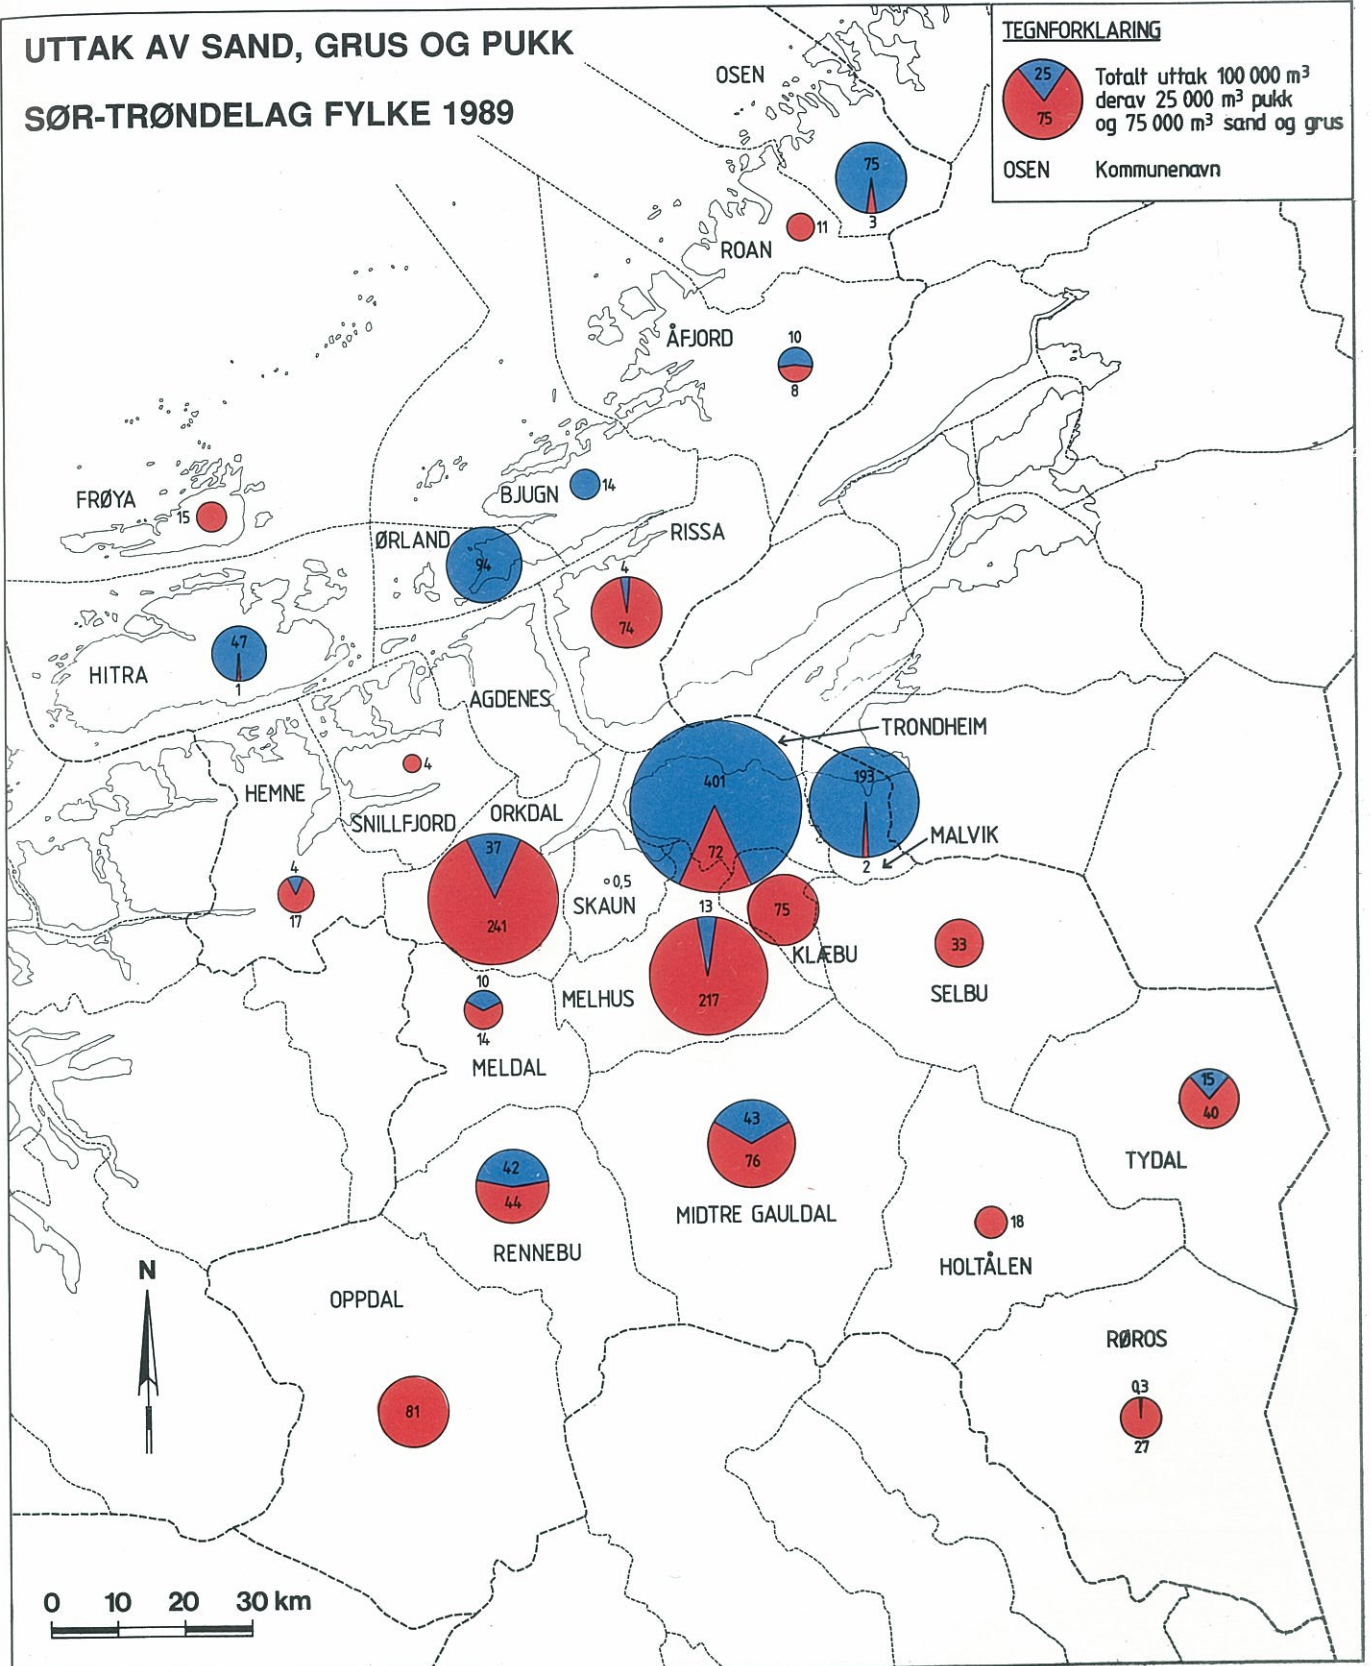 UTTAK AV SAND, GRUS OG PUKK
SØR-TRØNDELAG FYLKE 1989
TEGNFORKLARING
25
75
Totalt uttak 100 000 m³
derav 25 000 m³ pukk
og 75 000 m³ sand og grus
OSEN Kommunenavn
OSEN
75
3
11
ROAN
ÅFJORD
10
8
FRØYA
15
BJUGN
14
ØRLAND
94
RISSA
4
74
HITRA
47
1
AGDENES
TRONDHEIM
401
72
193
2
MALVIK
HEMNE
4
17
4
SNILLFJORD
ORKDAL
37
241
0,5
SKAUN
13
217
MELHUS
75
KLÆBU
33
SELBU
10
14
MELDAL
15
40
TYDAL
43
76
MIDTRE GAULDAL
42
44
RENNEBU
18
HOLTÅLEN
N
OPPDAL
81
RØROS
0,3
27
0 10 20 30 km